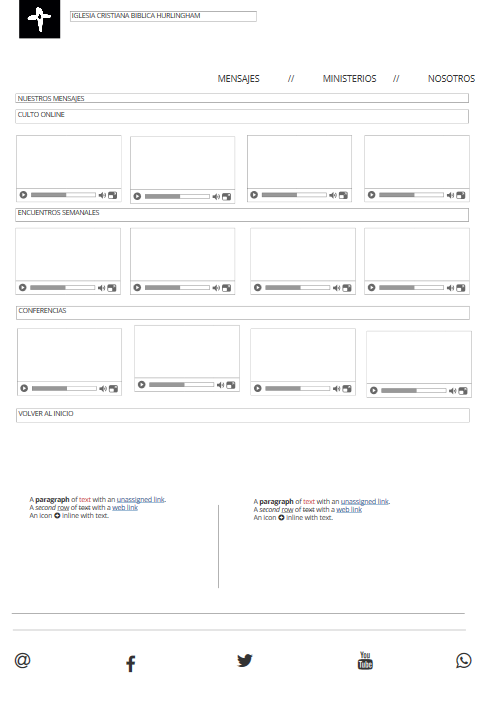 IGLESIA CRISTIANA BIBLICA HURLINGHAM
MENSAJES // MINISTERIOS // NOSOTROS
NUESTROS MENSAJES
CULTO ONLINE
ENCUENTROS SEMANALES
CONFERENCIAS
VOLVER AL INICIO
A paragraph of text with an unassigned link.
A second row of text with a web link
An icon inline with text.
A paragraph of text with an unassigned link.
A second row of text with a web link
An icon inline with text.
@
You
Tube